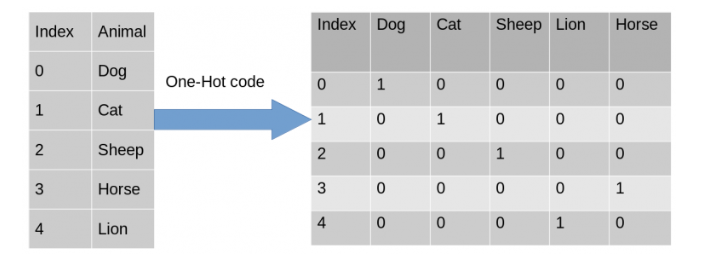 Index Animal
0 Dog
1 Cat
2 Sheep
3 Horse
4 Lion
One-Hot code
Index Dog Cat Sheep Lion Horse
0 1 0 0 0 0
1 0 1 0 0 0
2 0 0 1 0 0
3 0 0 0 0 1
4 0 0 0 1 0